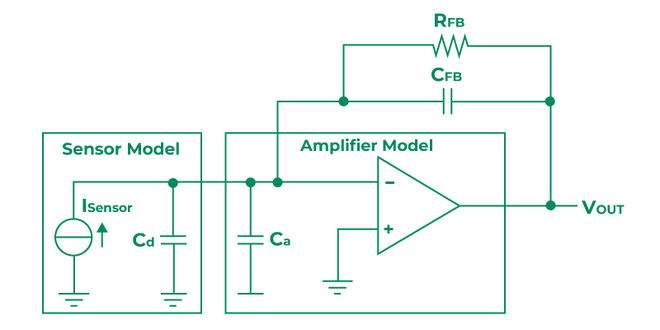 RFB
CFB
Sensor Model
Amplifier Model
ISensor
Cd
Ca
−
+
VOUT